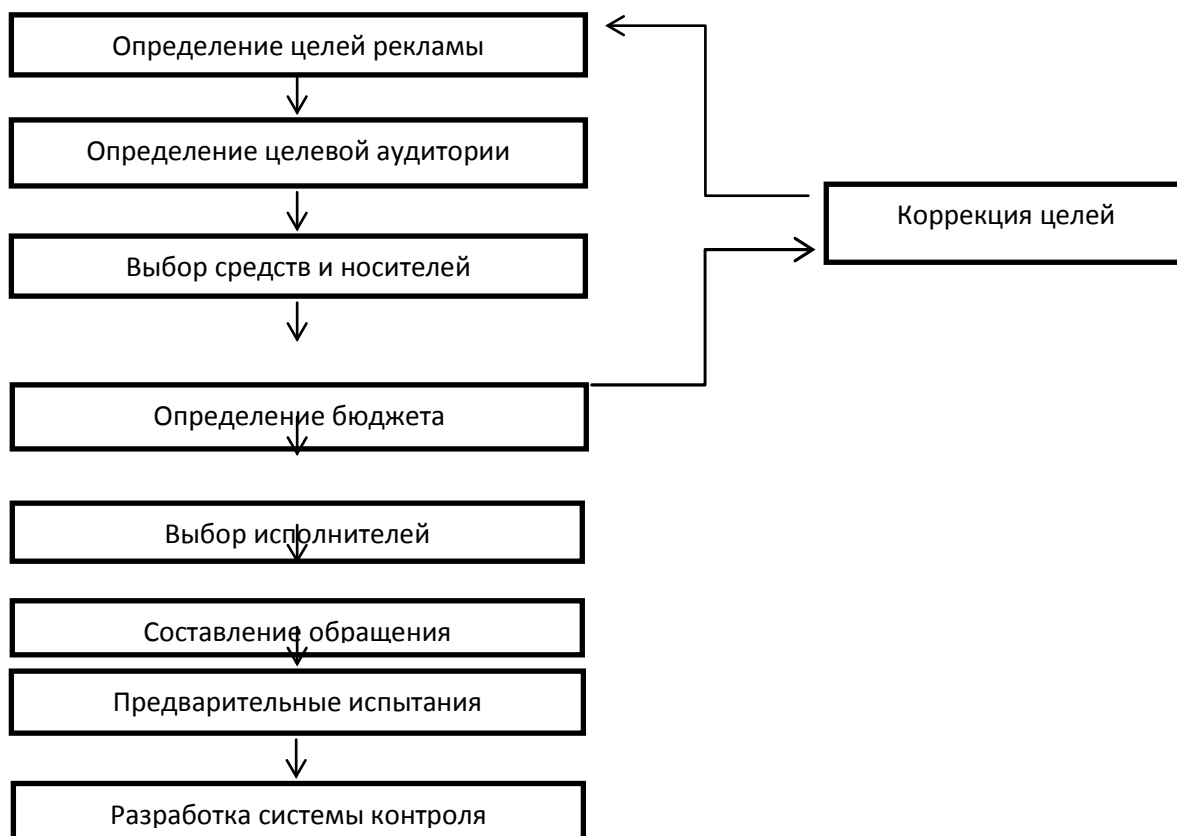 Определение целей рекламы
Определение целевой аудитории
Коррекция целей
Выбор средств и носителей
Определение бюджета
Выбор исполнителей
Составление обращения
Предварительные испытания
Разработка системы контроля